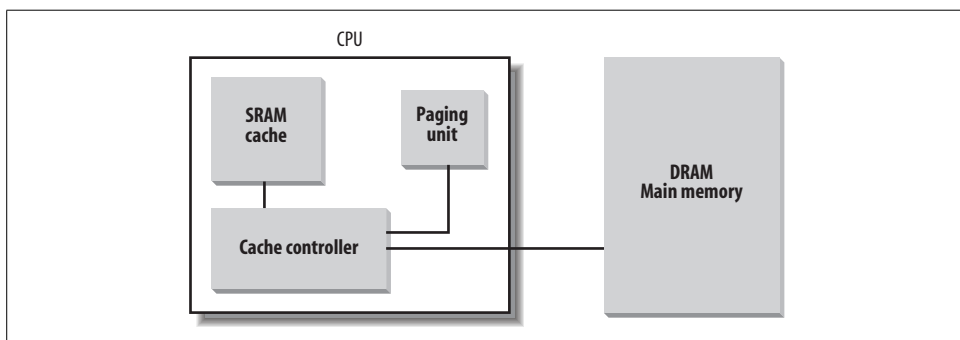 CPU
SRAM
cache
Paging
unit
DRAM
Main memory
Cache controller